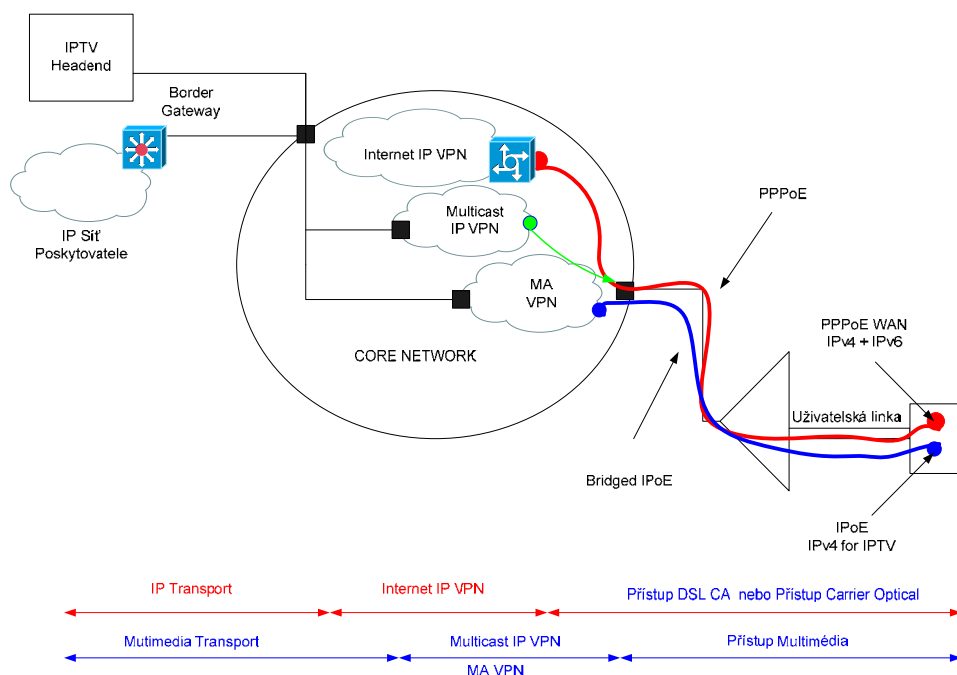 IPTV
Headend
Border
Gateway
IP Síť
Poskytovatele
Internet IP VPN
Multicast
IP VPN
MA
VPN
CORE NETWORK
PPPoE
PPPoE WAN
IPv4 + IPv6
Uživatelská linka
Bridged IPoE
IPoE
IPv4 for IPTV
IP Transport
Internet IP VPN
Přístup DSL CA nebo Přístup Carrier Optical
Mutimedia Transport
Multicast IP VPN
Přístup Multimédia
MA VPN